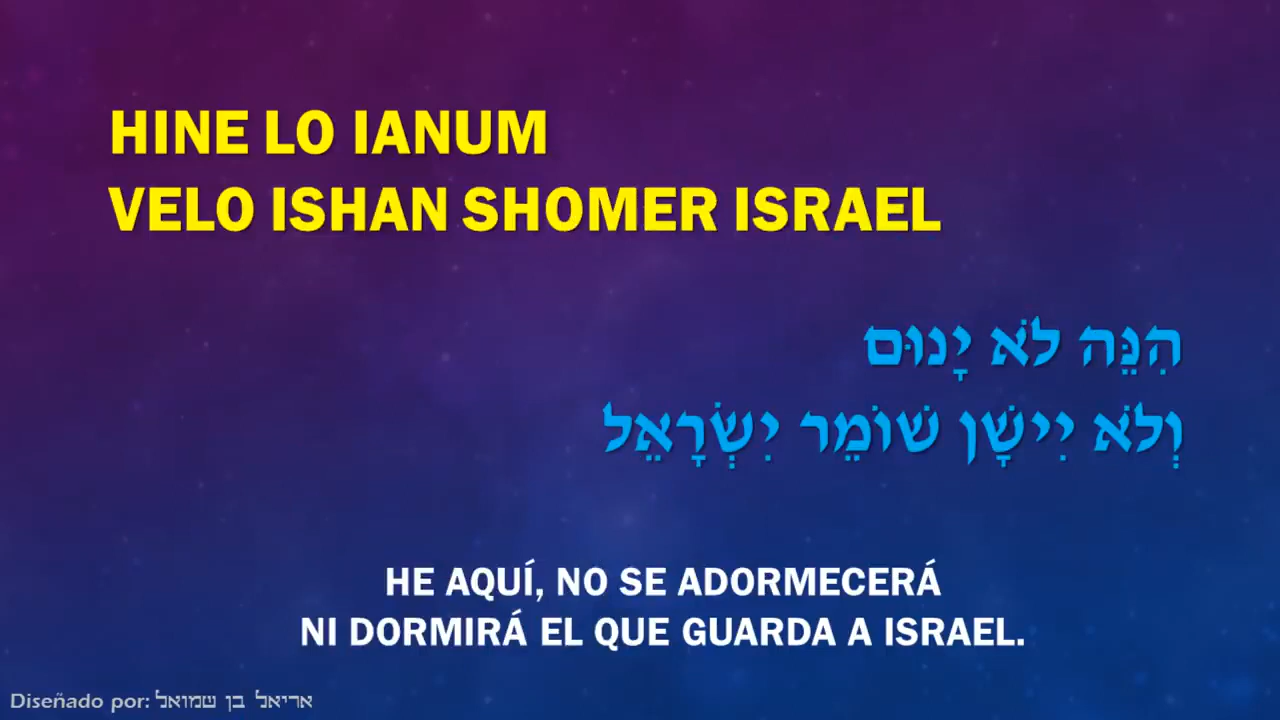 HINE LO IANUM
VELO ISHAN SHOMER ISRAEL
הִנֵּה לֹא יָנוּם
וְלֹא יִישָׁן שׁוֹמֵר יִשְׂרָאֵל
HE AQUÍ, NO SE ADORMECERÁ
NI DORMIRÁ EL QUE GUARDA A ISRAEL.
Diseñado por: אריאל בן שמואל